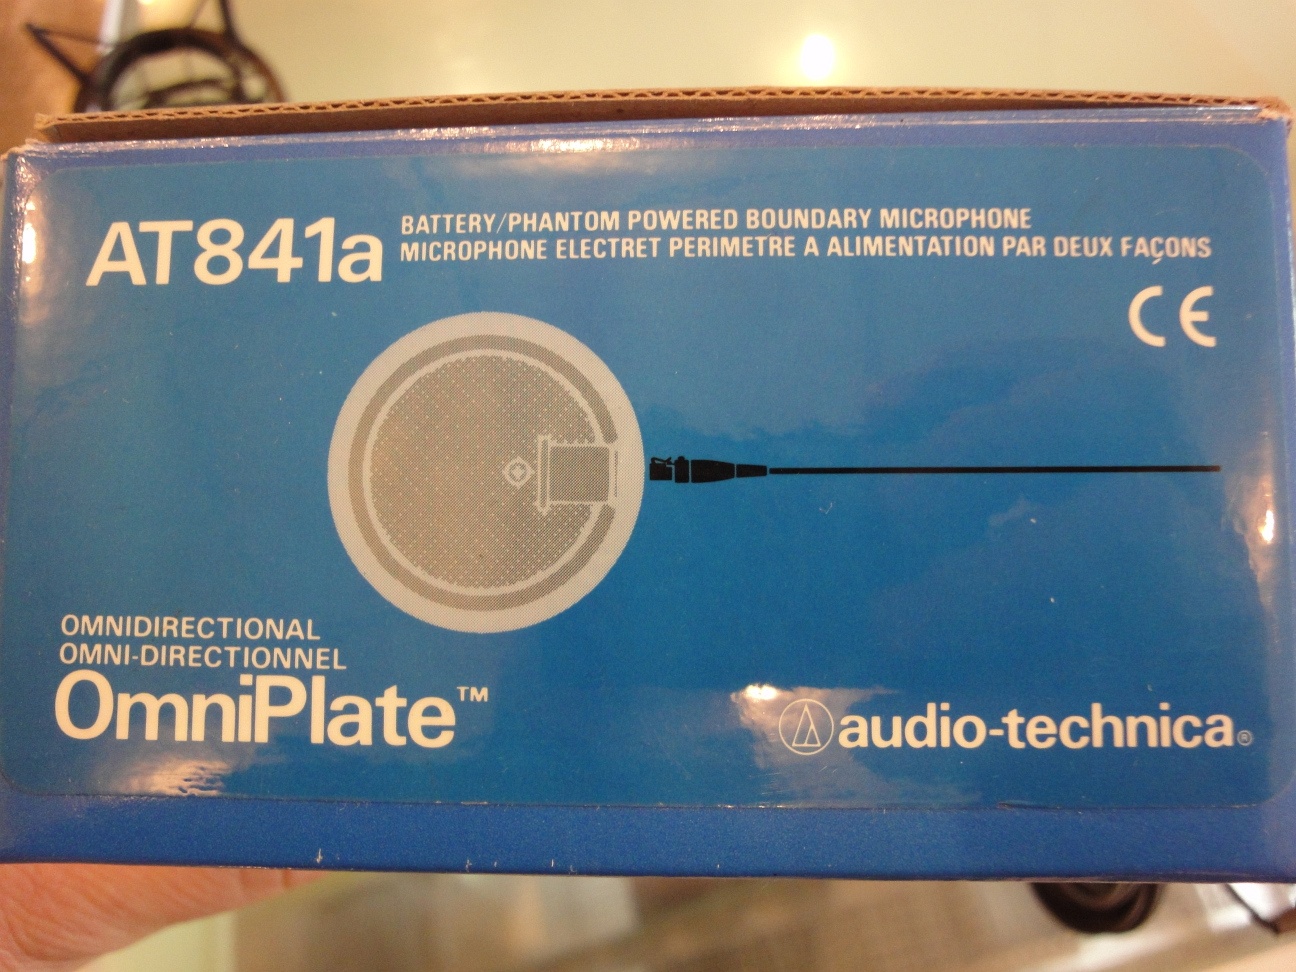 AT841a
BATTERY/PHANTOM POWERED BOUNDARY MICROPHONE
MICROPHONE ELECTRET PERIMETRE A ALIMENTATION PAR DEUX FAÇONS
CE
OMNIDIRECTIONAL
OMNI-DIRECTIONNEL
OmniPlate™
audio-technica®